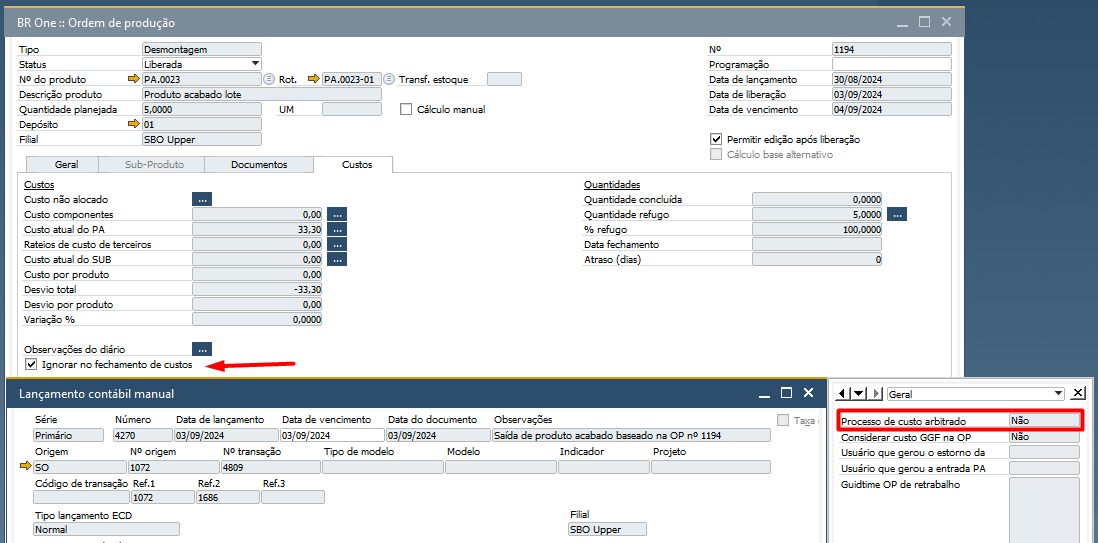 BR One :: Ordem de produção
Tipo Desmontagem Nº 1194
Status Liberada Programação
Nº do produto PA.0023 Rot. PA.0023-01 Transf. estoque Data de lançamento 30/08/2024
Descrição produto Produto acabado lote Data de liberação 03/09/2024
Quantidade planejada 5,0000 UM Cálculo manual Data de vencimento 04/09/2024
Depósito 01
Filial SBO Upper Permitir edição após liberação
Cálculo base alternativo
Geral Sub-Produto Documentos Custos
Custos Quantidades
Custo não alocado ... Quantidade concluída 0,0000
Custo componentes 0,00 ... Quantidade refugo 5,0000 ...
Custo atual do PA 33,30 ... % refugo 100,0000
Rateios de custo de terceiros 0,00 ... Data fechamento
Custo atual do SUB 0,00 ... Atraso (dias) 0
Custo por produto 0,00
Desvio total -33,30
Desvio por produto 0,00
Variação % 0,0000
Observações do diário ...
Ignorar no fechamento de custos
Lançamento contábil manual
Série Número Data de lançamento Data de vencimento Data do documento Observações Taxa
Primário 4270 03/09/2024 03/09/2024 03/09/2024 Saída de produto acabado baseado na OP nº 1194
Origem Nº origem Nº transação Tipo de modelo Modelo Indicador Projeto
SO 1072 4809
Código de transação Ref.1 Ref.2 Ref.3
1072 1686
Tipo lançamento ECD Filial
Normal SBO Upper
Geral
Processo de custo arbitrado Não
Considerar custo GGF na OP Não
Usuário que gerou o estorno da
Usuário que gerou a entrada PA
Guidtime OP de retrabalho